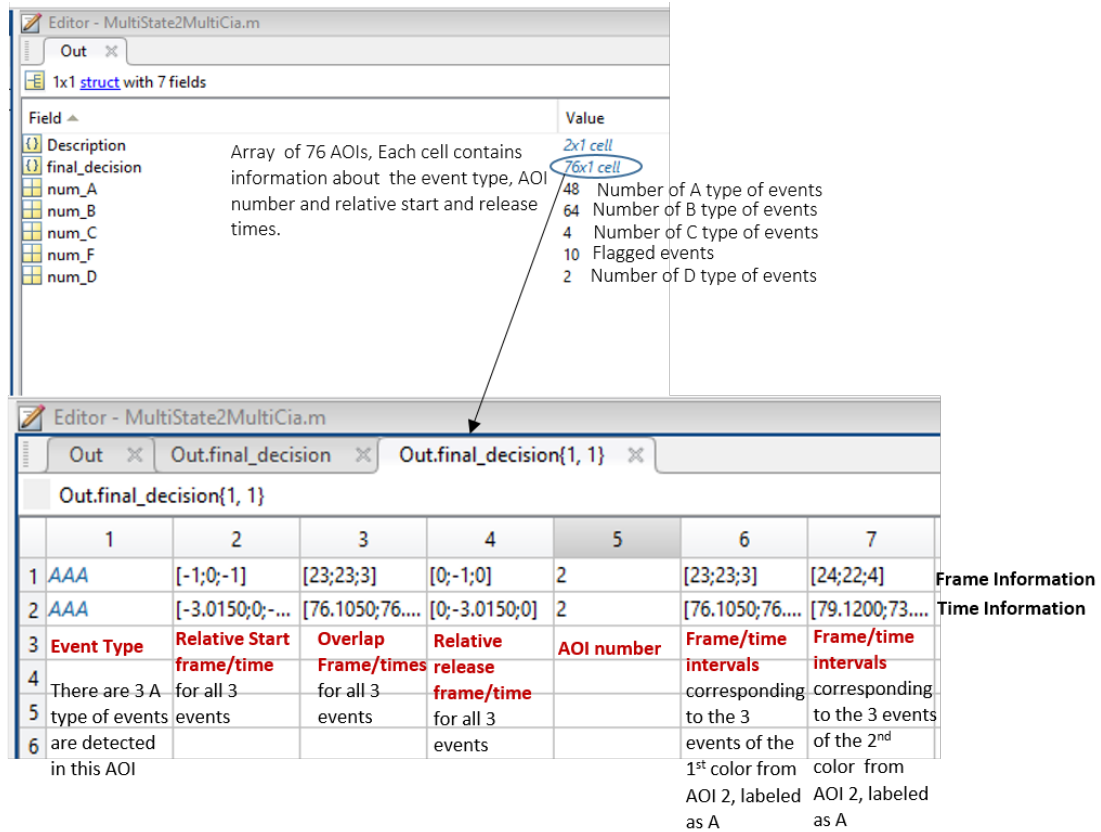 Editor - MultiState2MultiCia.m
Out
1x1 struct with 7 fields
Field
Value
Description
2x1 cell
final_decision
76x1 cell
num_A
48
num_B
64
num_C
4
num_F
10
num_D
2
Array of 76 AOIs, Each cell contains
information about the event type, AOI
number and relative start and release
times.
Number of A type of events
Number of B type of events
Number of C type of events
Flagged events
Number of D type of events
Editor - MultiState2MultiCia.m
Out Out.final_decision Out.final_decision{1, 1}
Out.final_decision{1, 1}
1 2 3 4 5 6 7
1 AAA [-1;0;-1] [23;23;3] [0;-1;0] 2 [23;23;3] [24;22;4] Frame Information
2 AAA [-3.0150;0;-... [76.1050;76.... [0;-3.0150;0] 2 [76.1050;76.... [79.1200;73.... Time Information
3
4
5
6
Event Type
There are 3 A
type of events
are detected
in this AOI
Relative Start
frame/time
for all 3
events
Overlap
Frame/times
for all 3
events
Relative
release
frame/time
for all 3
events
AOI number
Frame/time
intervals
corresponding
to the 3
events of the
1st color from
AOI 2, labeled
as A
Frame/time
intervals
corresponding
to the 3 events
of the 2nd
color from
AOI 2, labeled
as A